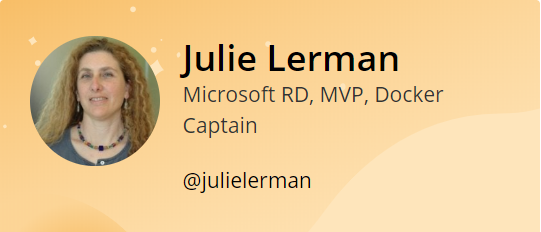 Julie Lerman
Microsoft RD, MVP, Docker
Captain
@julielerman